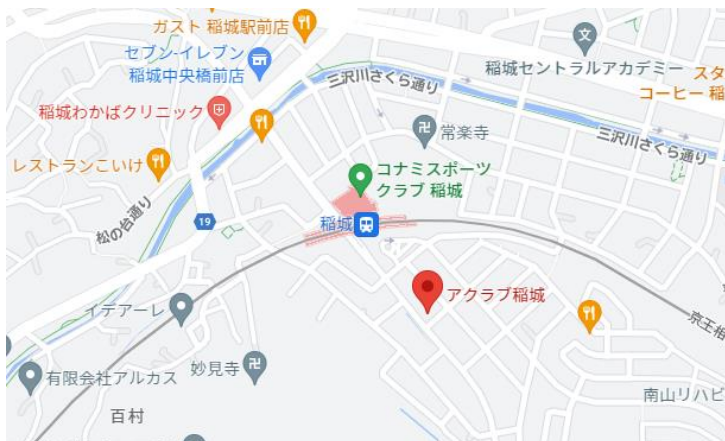 ガスト 稲城駅前店
セブン-イレブン
稲城中央橋前店
稲城セントラルアカデミー
スタ
コーヒー 稲
三沢川さくら通り
稲城わかばクリニック
常楽寺
三沢川さくら通り
レストランこいけ
コナミスポーツ
クラブ 稲城
松の台通り
19
稲城
アクラブ稲城
イデアーレ
京王相
有限会社アルカス
妙見寺
南山リハビ
百村